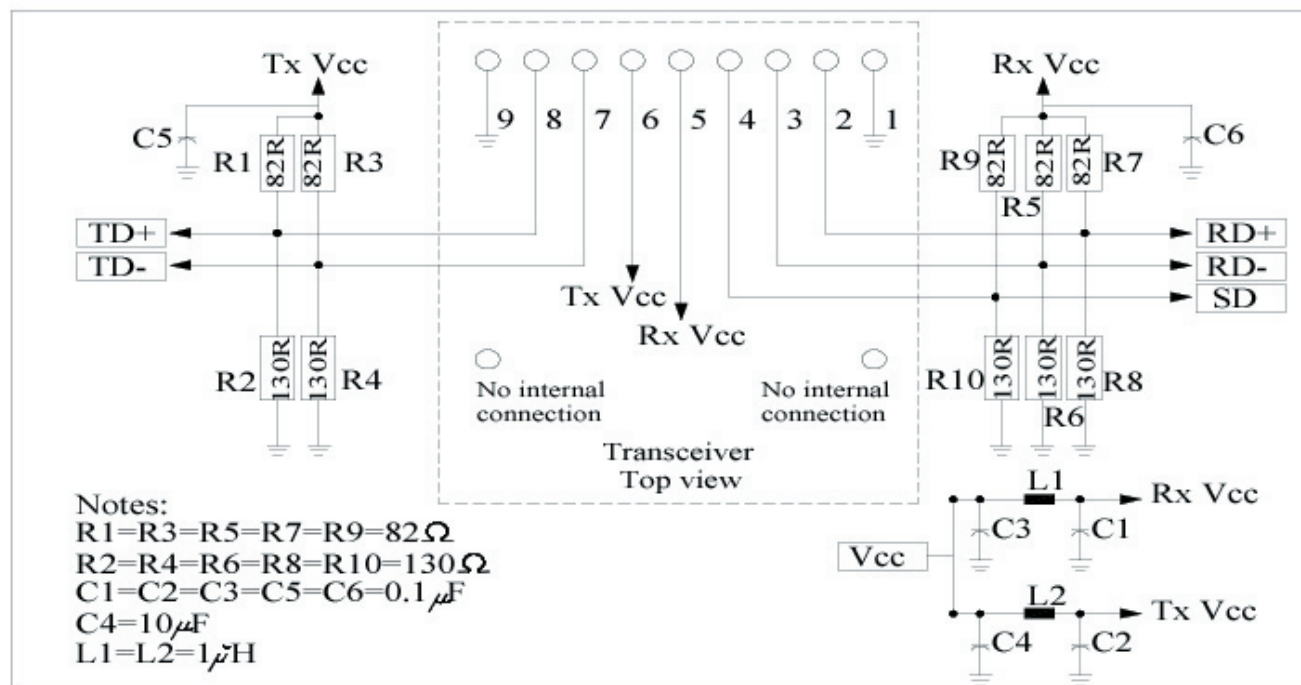 Tx Vcc
C5
R1
82R
82R
R3
TD+
TD-
R2
130R
130R
R4
9
8
7
6
5
4
3
2
1
Tx Vcc
Rx Vcc
No internal
connection
No internal
connection
Transceiver
Top view
Rx Vcc
C6
R9
82R
82R
82R
R7
R5
RD+
RD-
SD
R10
130R
130R
130R
R8
R6
Notes:
R1=R3=R5=R7=R9=82Ω
R2=R4=R6=R8=R10=130Ω
C1=C2=C3=C5=C6=0.1μF
C4=10μF
L1=L2=1μH
Vcc
L1
Rx Vcc
C3
C1
L2
Tx Vcc
C4
C2